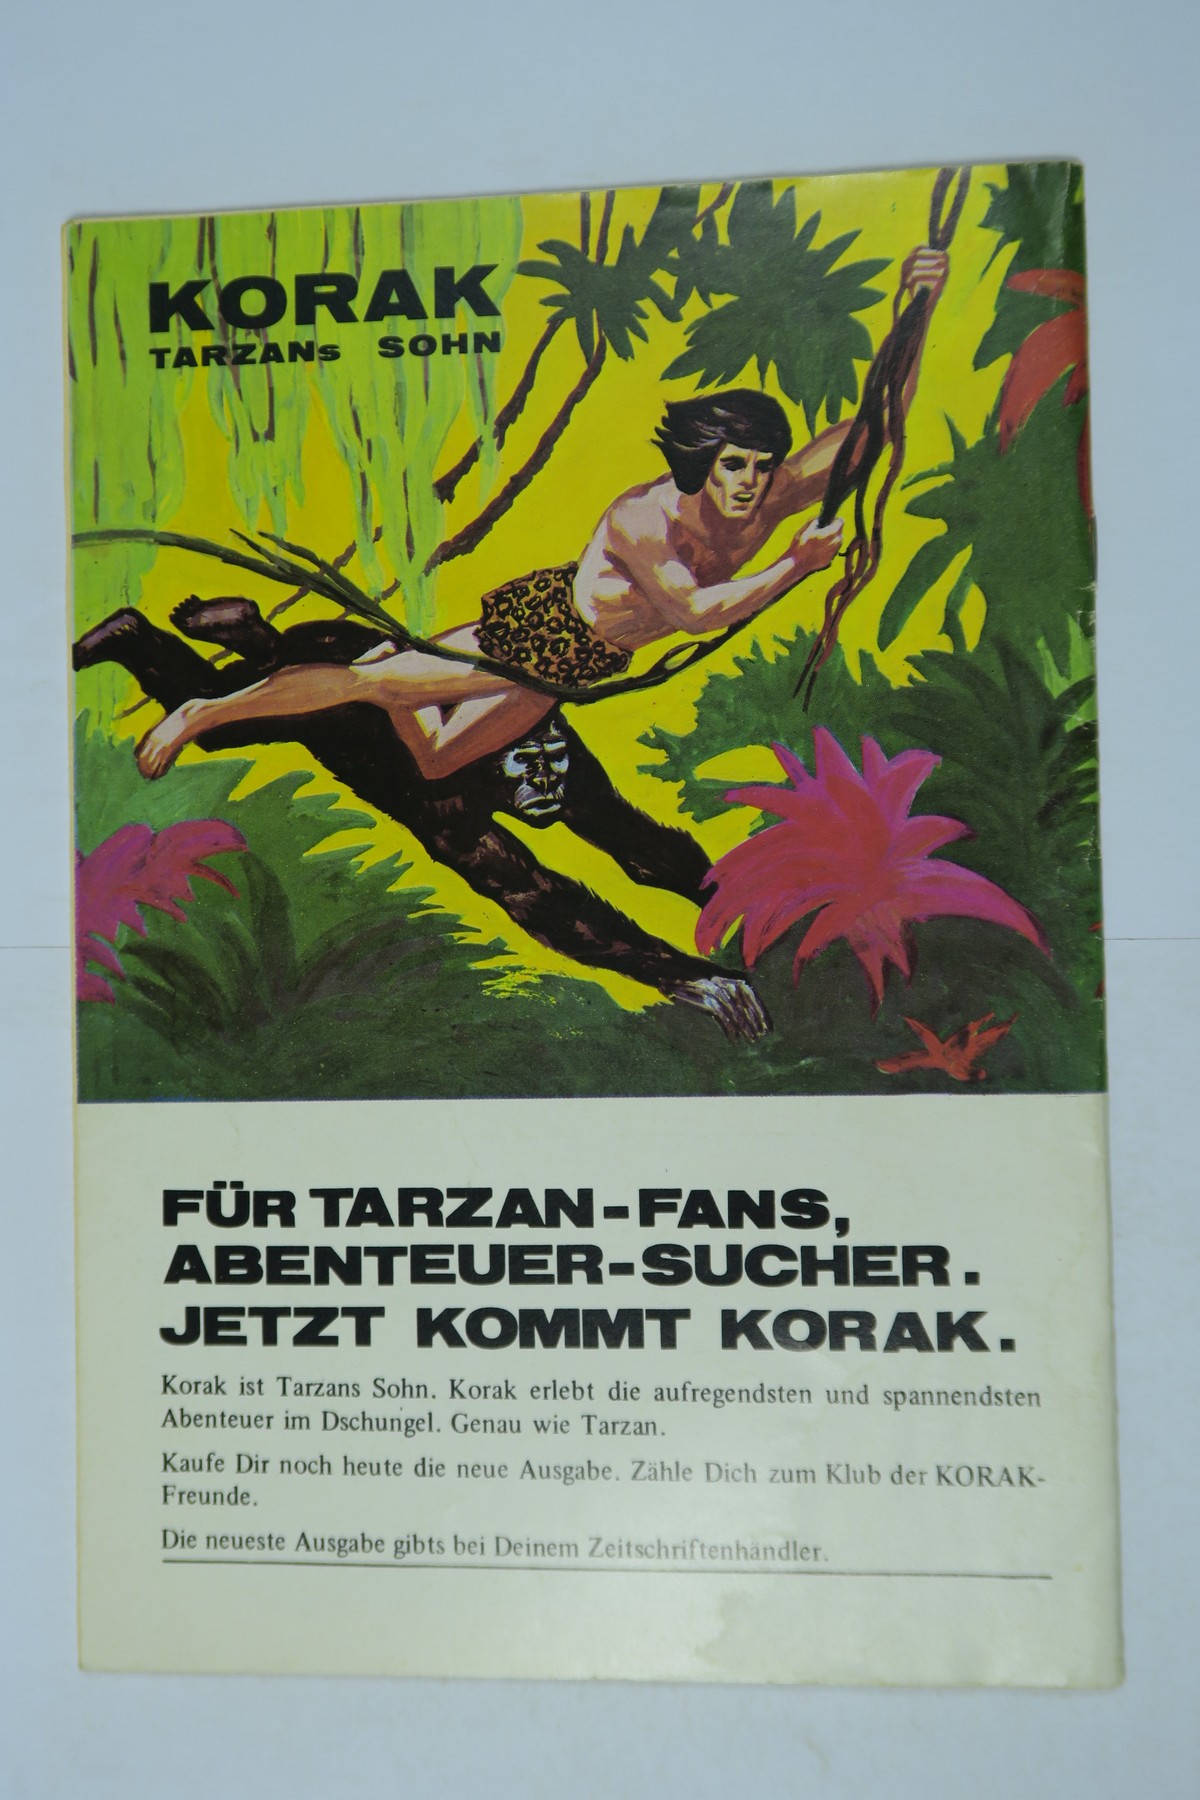 KORAK
TARZANs SOHN
FÜR TARZAN-FANS,
ABENTEUER-SUCHER.
JETZT KOMMT KORAK.
Korak ist Tarzans Sohn. Korak erlebt die aufregendsten und spannendsten
Abenteuer im Dschungel. Genau wie Tarzan.
Kaufe Dir noch heute die neue Ausgabe. Zähle Dich zum Klub der KORAK-
Freunde.
Die neueste Ausgabe gibts bei Deinem Zeitschriftenhändler.